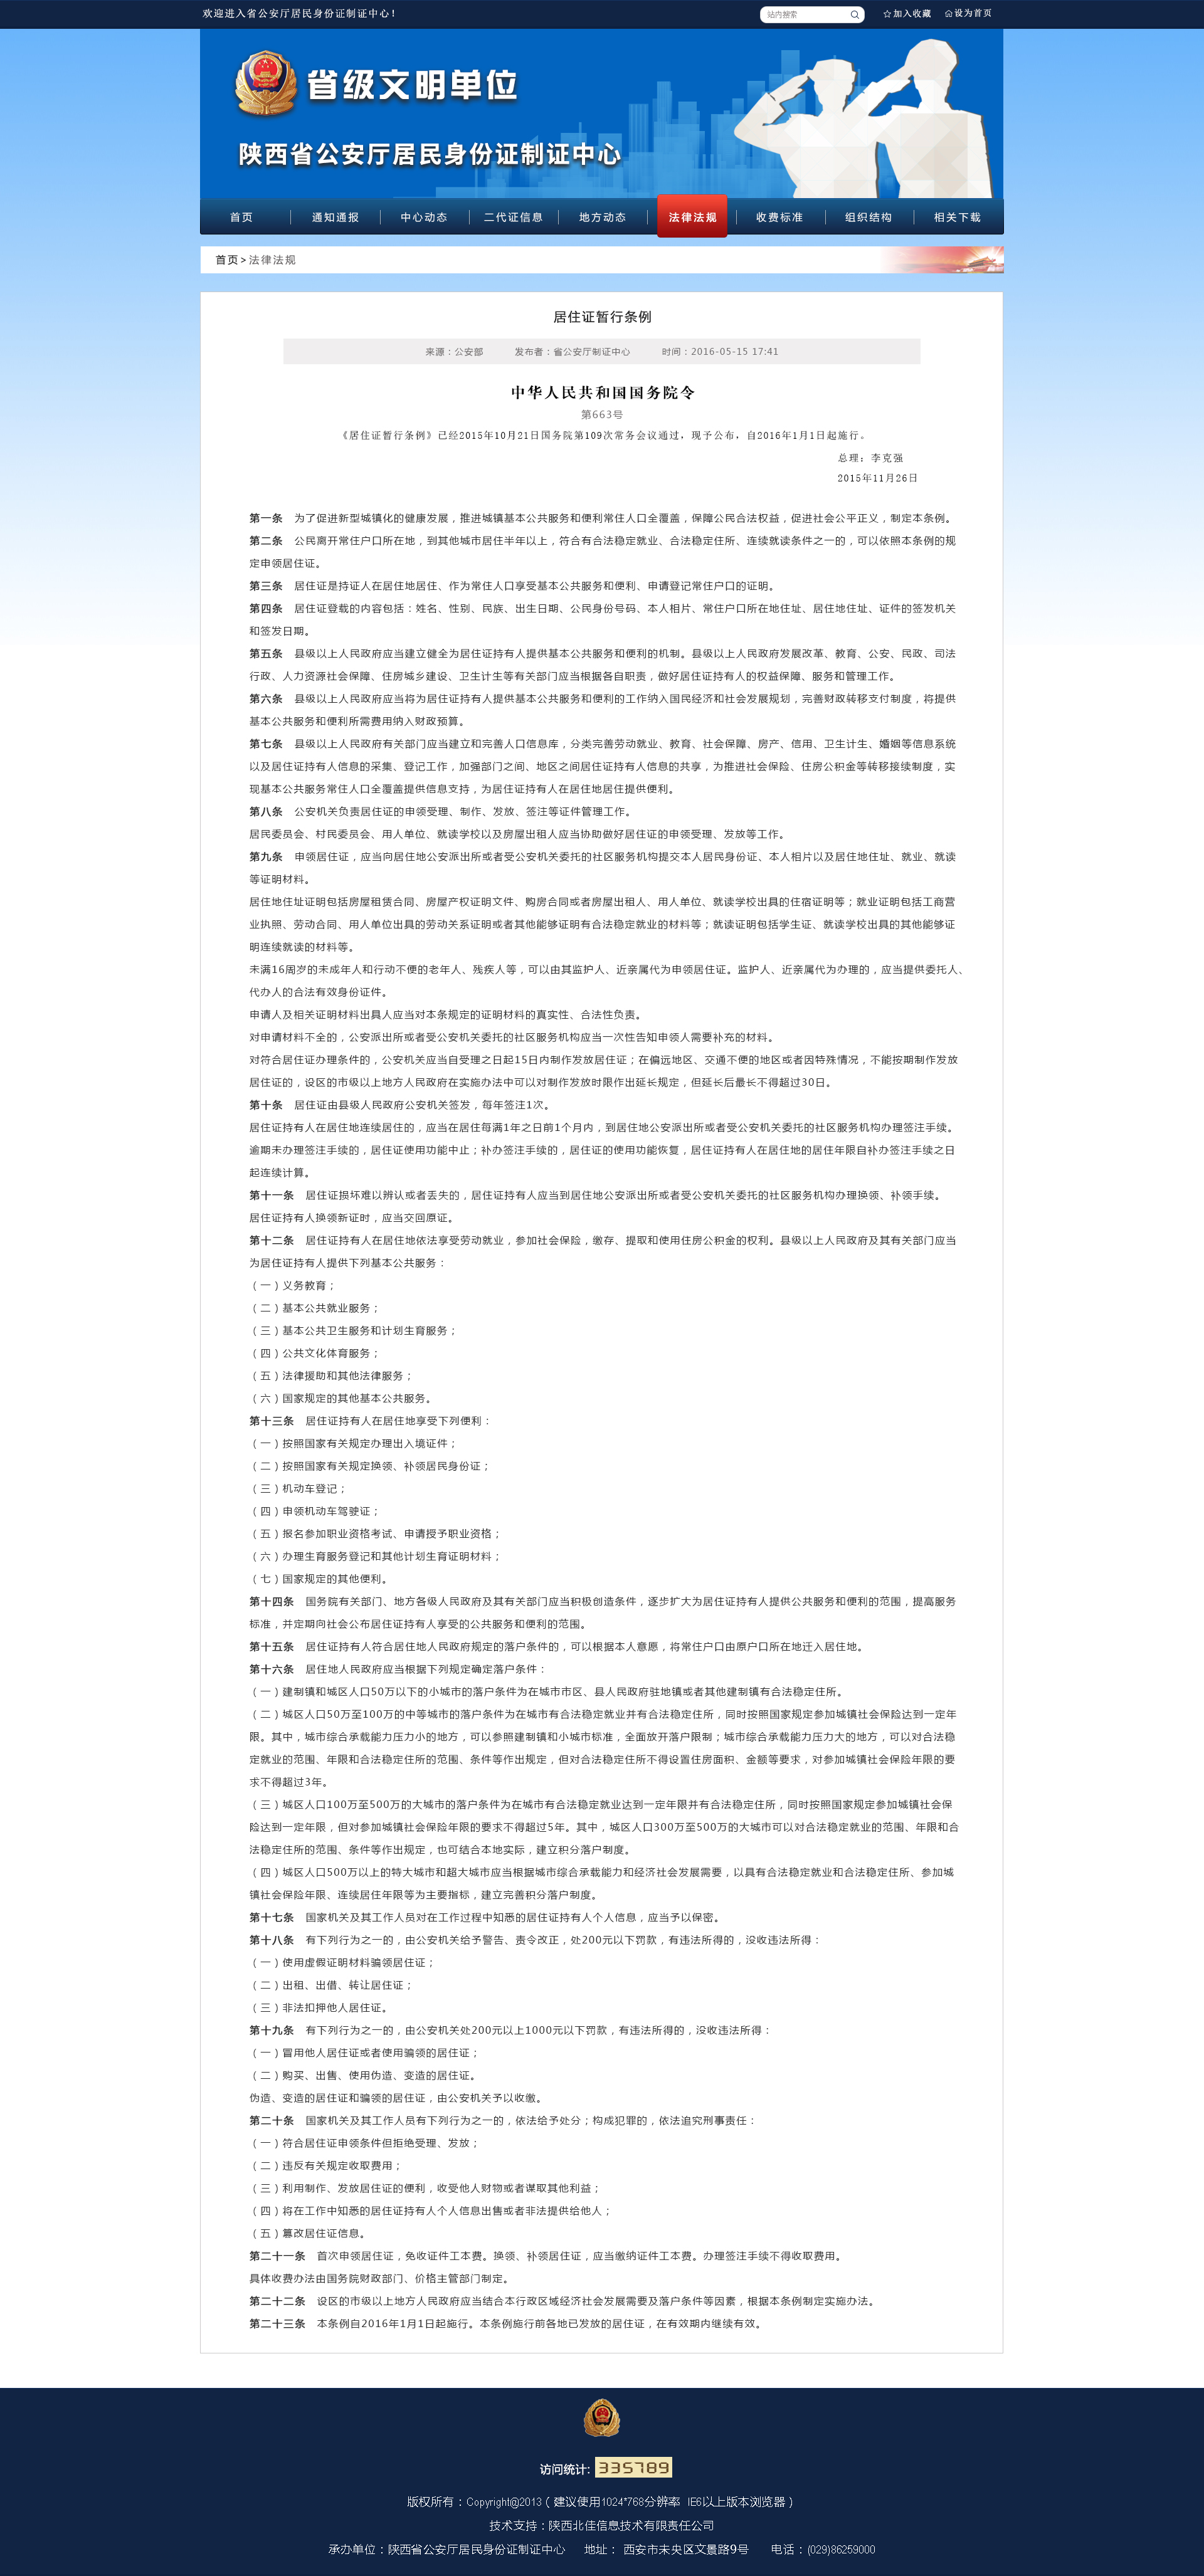 欢迎进入省公安厅居民身份证制证中心！
站内搜索
加入收藏
设为首页
省级文明单位
陕西省公安厅居民身份证制证中心
首页 通知通报 中心动态 二代证信息 地方动态 法律法规 收费标准 组织结构 相关下载
首页>法律法规
居住证暂行条例
来源：公安部 发布者：省公安厅制证中心 时间：2016-05-15 17:41
中华人民共和国国务院令
第663号
《居住证暂行条例》已经2015年10月21日国务院第109次常务会议通过，现予公布，自2016年1月1日起施行。
总理：李克强
2015年11月26日
第一条 为了促进新型城镇化的健康发展，推进城镇基本公共服务和便利常住人口全覆盖，保障公民合法权益，促进社会公平正义，制定本条例。
第二条 公民离开常住户口所在地，到其他城市居住半年以上，符合有合法稳定就业、合法稳定住所、连续就读条件之一的，可以依照本条例的规
定申领居住证。
第三条 居住证是持证人在居住地居住、作为常住人口享受基本公共服务和便利、申请登记常住户口的证明。
第四条 居住证登载的内容包括：姓名、性别、民族、出生日期、公民身份号码、本人相片、常住户口所在地住址、居住地住址、证件的签发机关
和签发日期。
第五条 县级以上人民政府应当建立健全为居住证持有人提供基本公共服务和便利的机制。县级以上人民政府发展改革、教育、公安、民政、司法
行政、人力资源社会保障、住房城乡建设、卫生计生等有关部门应当根据各自职责，做好居住证持有人的权益保障、服务和管理工作。
第六条 县级以上人民政府应当将为居住证持有人提供基本公共服务和便利的工作纳入国民经济和社会发展规划，完善财政转移支付制度，将提供
基本公共服务和便利所需费用纳入财政预算。
第七条 县级以上人民政府有关部门应当建立和完善人口信息库，分类完善劳动就业、教育、社会保障、房产、信用、卫生计生、婚姻等信息系统
以及居住证持有人信息的采集、登记工作，加强部门之间、地区之间居住证持有人信息的共享，为推进社会保险、住房公积金等转移接续制度，实
现基本公共服务常住人口全覆盖提供信息支持，为居住证持有人在居住地居住提供便利。
第八条 公安机关负责居住证的申领受理、制作、发放、签注等证件管理工作。
居民委员会、村民委员会、用人单位、就读学校以及房屋出租人应当协助做好居住证的申领受理、发放等工作。
第九条 申领居住证，应当向居住地公安派出所或者受公安机关委托的社区服务机构提交本人居民身份证、本人相片以及居住地住址、就业、就读
等证明材料。
居住地住址证明包括房屋租赁合同、房屋产权证明文件、购房合同或者房屋出租人、用人单位、就读学校出具的住宿证明等；就业证明包括工商营
业执照、劳动合同、用人单位出具的劳动关系证明或者其他能够证明有合法稳定就业的材料等；就读证明包括学生证、就读学校出具的其他能够证
明连续就读的材料等。
未满16周岁的未成年人和行动不便的老年人、残疾人等，可以由其监护人、近亲属代为申领居住证。监护人、近亲属代为办理的，应当提供委托人、
代办人的合法有效身份证件。
申请人及相关证明材料出具人应当对本条规定的证明材料的真实性、合法性负责。
对申请材料不全的，公安派出所或者受公安机关委托的社区服务机构应当一次性告知申领人需要补充的材料。
对符合居住证办理条件的，公安机关应当自受理之日起15日内制作发放居住证；在偏远地区、交通不便的地区或者因特殊情况，不能按期制作发放
居住证的，设区的市级以上地方人民政府在实施办法中可以对制作发放时限作出延长规定，但延长后最长不得超过30日。
第十条 居住证由县级人民政府公安机关签发，每年签注1次。
居住证持有人在居住地连续居住的，应当在居住每满1年之日前1个月内，到居住地公安派出所或者受公安机关委托的社区服务机构办理签注手续。
逾期未办理签注手续的，居住证使用功能中止；补办签注手续的，居住证的使用功能恢复，居住证持有人在居住地的居住年限自补办签注手续之日
起连续计算。
第十一条 居住证损坏难以辨认或者丢失的，居住证持有人应当到居住地公安派出所或者受公安机关委托的社区服务机构办理换领、补领手续。
居住证持有人换领新证时，应当交回原证。
第十二条 居住证持有人在居住地依法享受劳动就业，参加社会保险，缴存、提取和使用住房公积金的权利。县级以上人民政府及其有关部门应当
为居住证持有人提供下列基本公共服务：
（一）义务教育；
（二）基本公共就业服务；
（三）基本公共卫生服务和计划生育服务；
（四）公共文化体育服务；
（五）法律援助和其他法律服务；
（六）国家规定的其他基本公共服务。
第十三条 居住证持有人在居住地享受下列便利：
（一）按照国家有关规定办理出入境证件；
（二）按照国家有关规定换领、补领居民身份证；
（三）机动车登记；
（四）申领机动车驾驶证；
（五）报名参加职业资格考试、申请授予职业资格；
（六）办理生育服务登记和其他计划生育证明材料；
（七）国家规定的其他便利。
第十四条 国务院有关部门、地方各级人民政府及其有关部门应当积极创造条件，逐步扩大为居住证持有人提供公共服务和便利的范围，提高服务
标准，并定期向社会公布居住证持有人享受的公共服务和便利的范围。
第十五条 居住证持有人符合居住地人民政府规定的落户条件的，可以根据本人意愿，将常住户口由原户口所在地迁入居住地。
第十六条 居住地人民政府应当根据下列规定确定落户条件：
（一）建制镇和城区人口50万以下的小城市的落户条件为在城市市区、县人民政府驻地镇或者其他建制镇有合法稳定住所。
（二）城区人口50万至100万的中等城市的落户条件为在城市有合法稳定就业并有合法稳定住所，同时按照国家规定参加城镇社会保险达到一定年
限。其中，城市综合承载能力压力小的地方，可以参照建制镇和小城市标准，全面放开落户限制；城市综合承载能力压力大的地方，可以对合法稳
定就业的范围、年限和合法稳定住所的范围、条件等作出规定，但对合法稳定住所不得设置住房面积、金额等要求，对参加城镇社会保险年限的要
求不得超过3年。
（三）城区人口100万至500万的大城市的落户条件为在城市有合法稳定就业达到一定年限并有合法稳定住所，同时按照国家规定参加城镇社会保
险达到一定年限，但对参加城镇社会保险年限的要求不得超过5年。其中，城区人口300万至500万的大城市可以对合法稳定就业的范围、年限和合
法稳定住所的范围、条件等作出规定，也可结合本地实际，建立积分落户制度。
（四）城区人口500万以上的特大城市和超大城市应当根据城市综合承载能力和经济社会发展需要，以具有合法稳定就业和合法稳定住所、参加城
镇社会保险年限、连续居住年限等为主要指标，建立完善积分落户制度。
第十七条 国家机关及其工作人员对在工作过程中知悉的居住证持有人个人信息，应当予以保密。
第十八条 有下列行为之一的，由公安机关给予警告、责令改正，处200元以下罚款，有违法所得的，没收违法所得：
（一）使用虚假证明材料骗领居住证；
（二）出租、出借、转让居住证；
（三）非法扣押他人居住证。
第十九条 有下列行为之一的，由公安机关处200元以上1000元以下罚款，有违法所得的，没收违法所得：
（一）冒用他人居住证或者使用骗领的居住证；
（二）购买、出售、使用伪造、变造的居住证。
伪造、变造的居住证和骗领的居住证，由公安机关予以收缴。
第二十条 国家机关及其工作人员有下列行为之一的，依法给予处分；构成犯罪的，依法追究刑事责任：
（一）符合居住证申领条件但拒绝受理、发放；
（二）违反有关规定收取费用；
（三）利用制作、发放居住证的便利，收受他人财物或者谋取其他利益；
（四）将在工作中知悉的居住证持有人个人信息出售或者非法提供给他人；
（五）篡改居住证信息。
第二十一条 首次申领居住证，免收证件工本费。换领、补领居住证，应当缴纳证件工本费。办理签注手续不得收取费用。
具体收费办法由国务院财政部门、价格主管部门制定。
第二十二条 设区的市级以上地方人民政府应当结合本行政区域经济社会发展需要及落户条件等因素，根据本条例制定实施办法。
第二十三条 本条例自2016年1月1日起施行。本条例施行前各地已发放的居住证，在有效期内继续有效。
访问统计: 335789
版权所有：Copyright@2013（建议使用1024*768分辨率 IE6以上版本浏览器）
技术支持：陕西北佳信息技术有限责任公司
承办单位：陕西省公安厅居民身份证制证中心 地址： 西安市未央区文景路9号 电话：(029)86259000